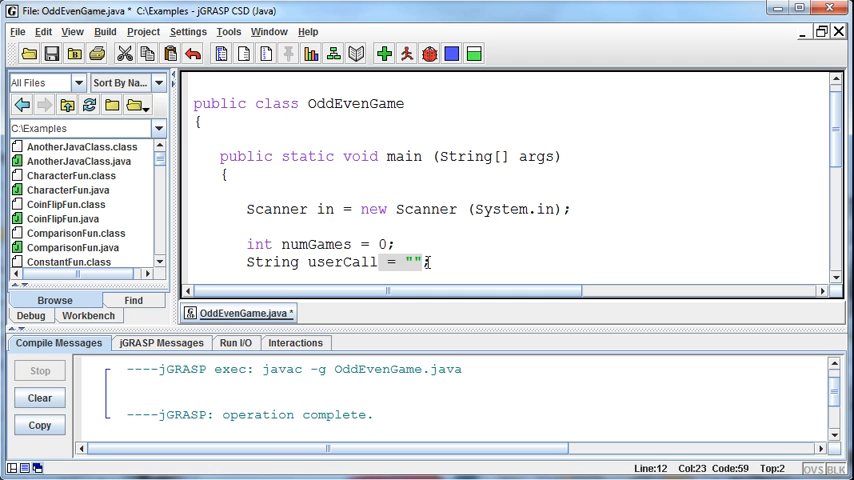 File: OddEvenGame.java *  C:\Examples - jGRASP CSD (Java)
File Edit View Build Project Settings Tools Window Help
All Files Sort By Na...
C:\Examples
AnotherJavaClass.class
AnotherJavaClass.java
CharacterFun.class
CharacterFun.java
CoinFlipFun.class
CoinFlipFun.java
ComparisonFun.class
ComparisonFun.java
ConstantFun.class
Browse Find
Debug Workbench
public class OddEvenGame
{
public static void main (String[] args)
{
Scanner in = new Scanner (System.in);
int numGames = 0;
String userCall = "";
OddEvenGame.java *
Compile Messages jGRASP Messages Run I/O Interactions
Stop
Clear
Copy
----jGRASP exec: javac -g OddEvenGame.java
----jGRASP: operation complete.
Line:12 Col:23 Code:59 Top:2 OVS BLK